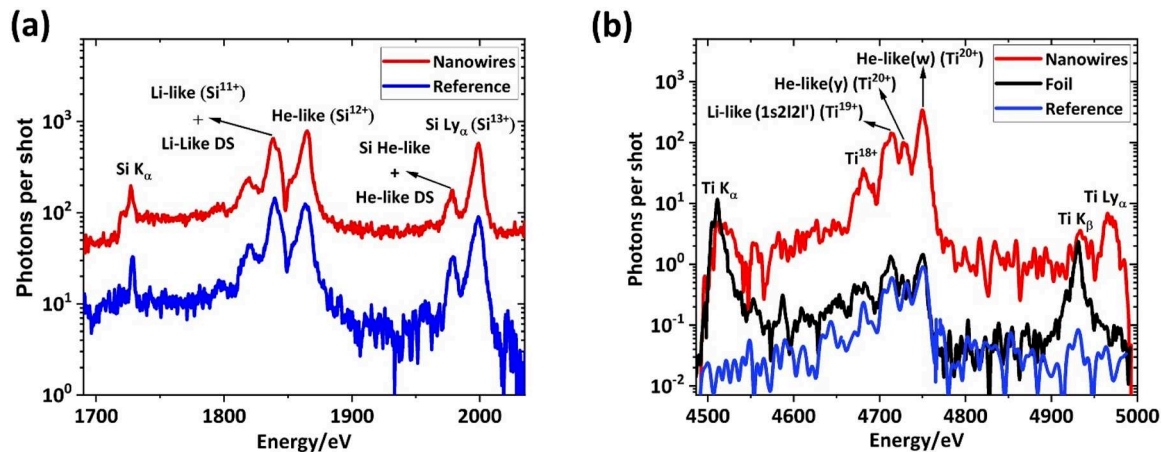 (a)
Photons per shot
10³
10²
10¹
10⁰
1700
1800
1900
2000
Energy/eV
Nanowires
Reference
Li-like (Si¹¹⁺)
+
Li-Like DS
He-like (Si¹²⁺)
Si Lyα (Si¹³⁺)
Si He-like
+
He-like DS
Si Kα
(b)
Photons per shot
10³
10²
10¹
10⁰
10⁻¹
10⁻²
4500
4600
4700
4800
4900
5000
Energy/eV
Nanowires
Foil
Reference
He-like(w) (Ti²⁰⁺)
He-like(y) (Ti²⁰⁺)
Li-like (1s2l2l') (Ti¹⁹⁺)
Ti¹⁸⁺
Ti Kα
Ti Lyα
Ti Kβ